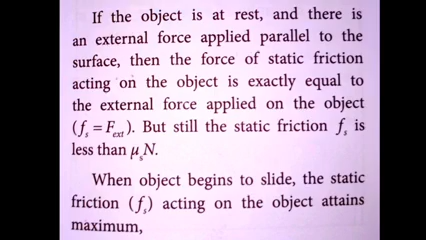 If the object is at rest, and there is
an external force applied parallel to the
surface, then the force of static friction
acting on the object is exactly equal to
the external force applied on the object
(fₛ = Fₑₓₜ). But still the static friction fₛ is
less than μₛN.
When object begins to slide, the static
friction (fₛ) acting on the object attains
maximum,